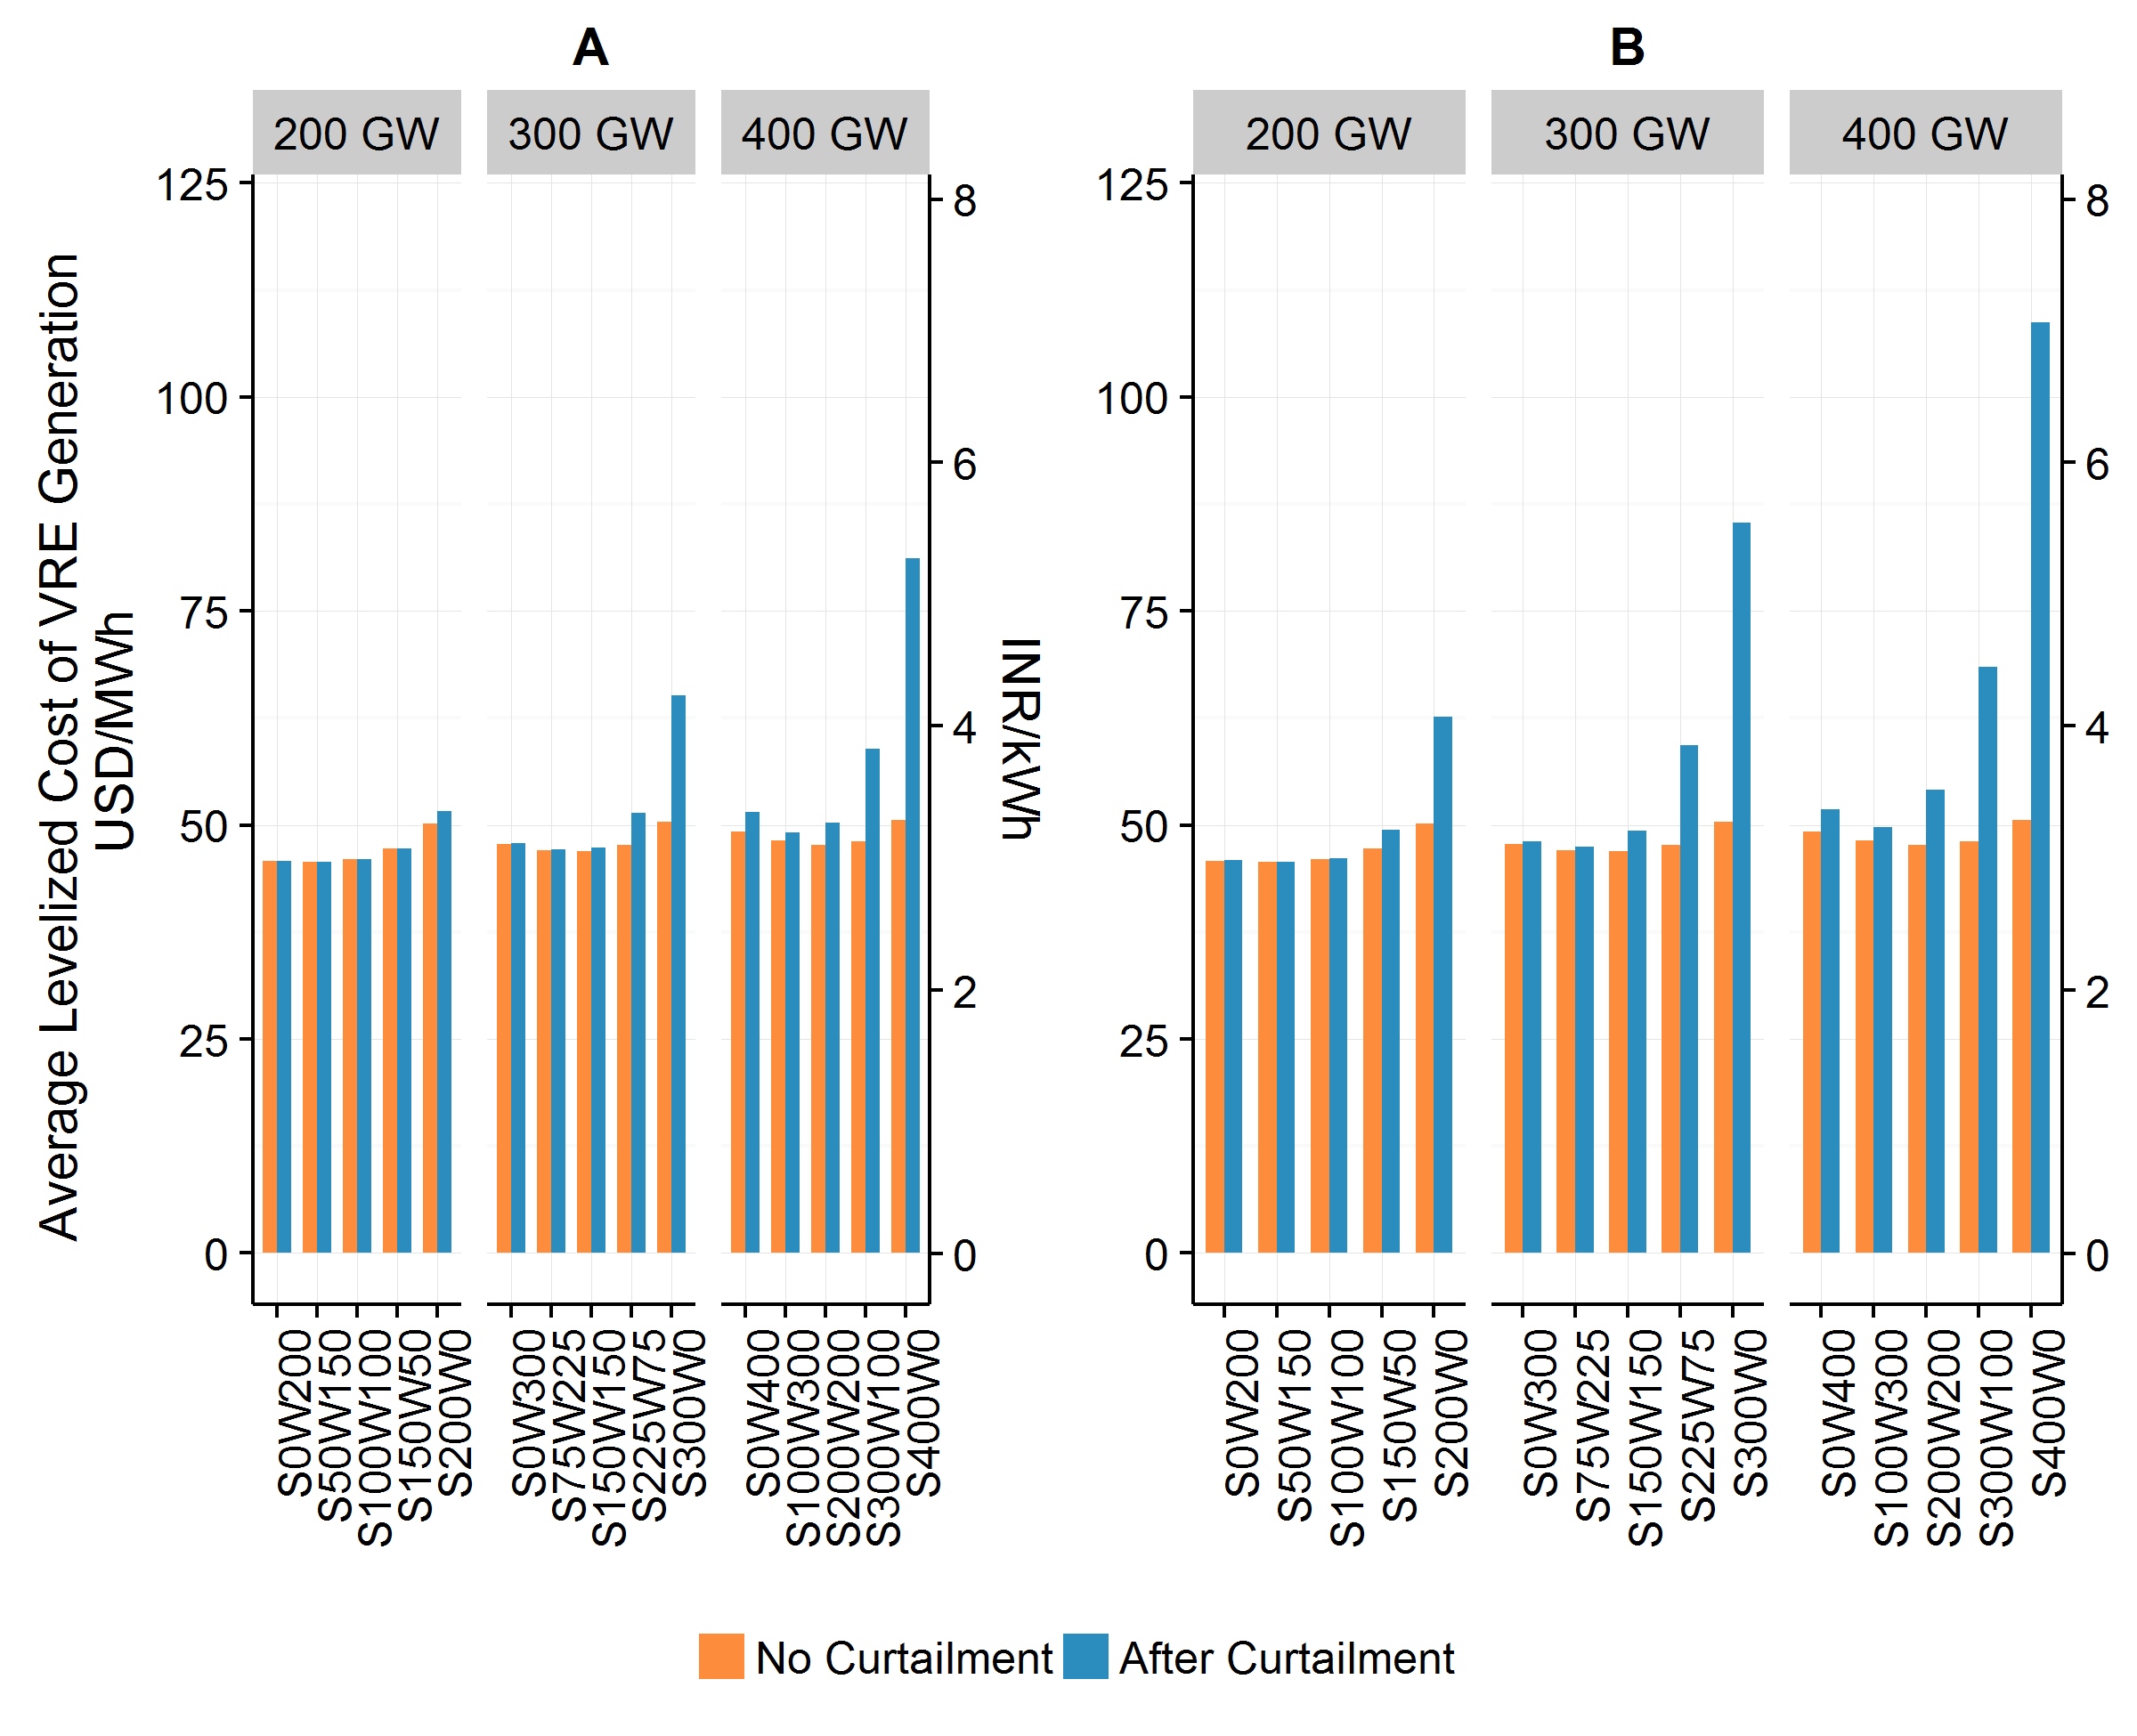 A
B
200 GW
300 GW
400 GW
200 GW
300 GW
400 GW
Average Levelized Cost of VRE Generation
USD/MWh
125
100
75
50
25
0
8
6
4
2
0
INR/kWh
125
100
75
50
25
0
8
6
4
2
0
S0W200
S50W150
S100W100
S150W50
S200W0
S0W300
S75W225
S150W150
S225W75
S300W0
S0W400
S100W300
S200W200
S300W100
S400W0
S0W200
S50W150
S100W100
S150W50
S200W0
S0W300
S75W225
S150W150
S225W75
S300W0
S0W400
S100W300
S200W200
S300W100
S400W0
No Curtailment
After Curtailment